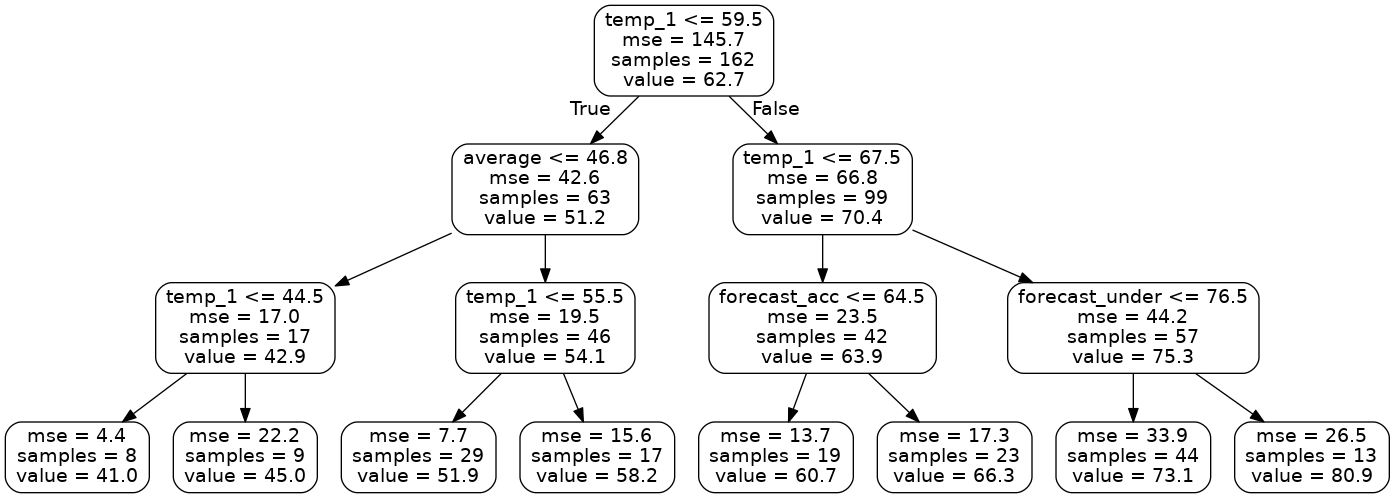 temp_1 <= 59.5
mse = 145.7
samples = 162
value = 62.7
True
False
average <= 46.8
mse = 42.6
samples = 63
value = 51.2
temp_1 <= 67.5
mse = 66.8
samples = 99
value = 70.4
temp_1 <= 44.5
mse = 17.0
samples = 17
value = 42.9
temp_1 <= 55.5
mse = 19.5
samples = 46
value = 54.1
forecast_acc <= 64.5
mse = 23.5
samples = 42
value = 63.9
forecast_under <= 76.5
mse = 44.2
samples = 57
value = 75.3
mse = 4.4
samples = 8
value = 41.0
mse = 22.2
samples = 9
value = 45.0
mse = 7.7
samples = 29
value = 51.9
mse = 15.6
samples = 17
value = 58.2
mse = 13.7
samples = 19
value = 60.7
mse = 17.3
samples = 23
value = 66.3
mse = 33.9
samples = 44
value = 73.1
mse = 26.5
samples = 13
value = 80.9